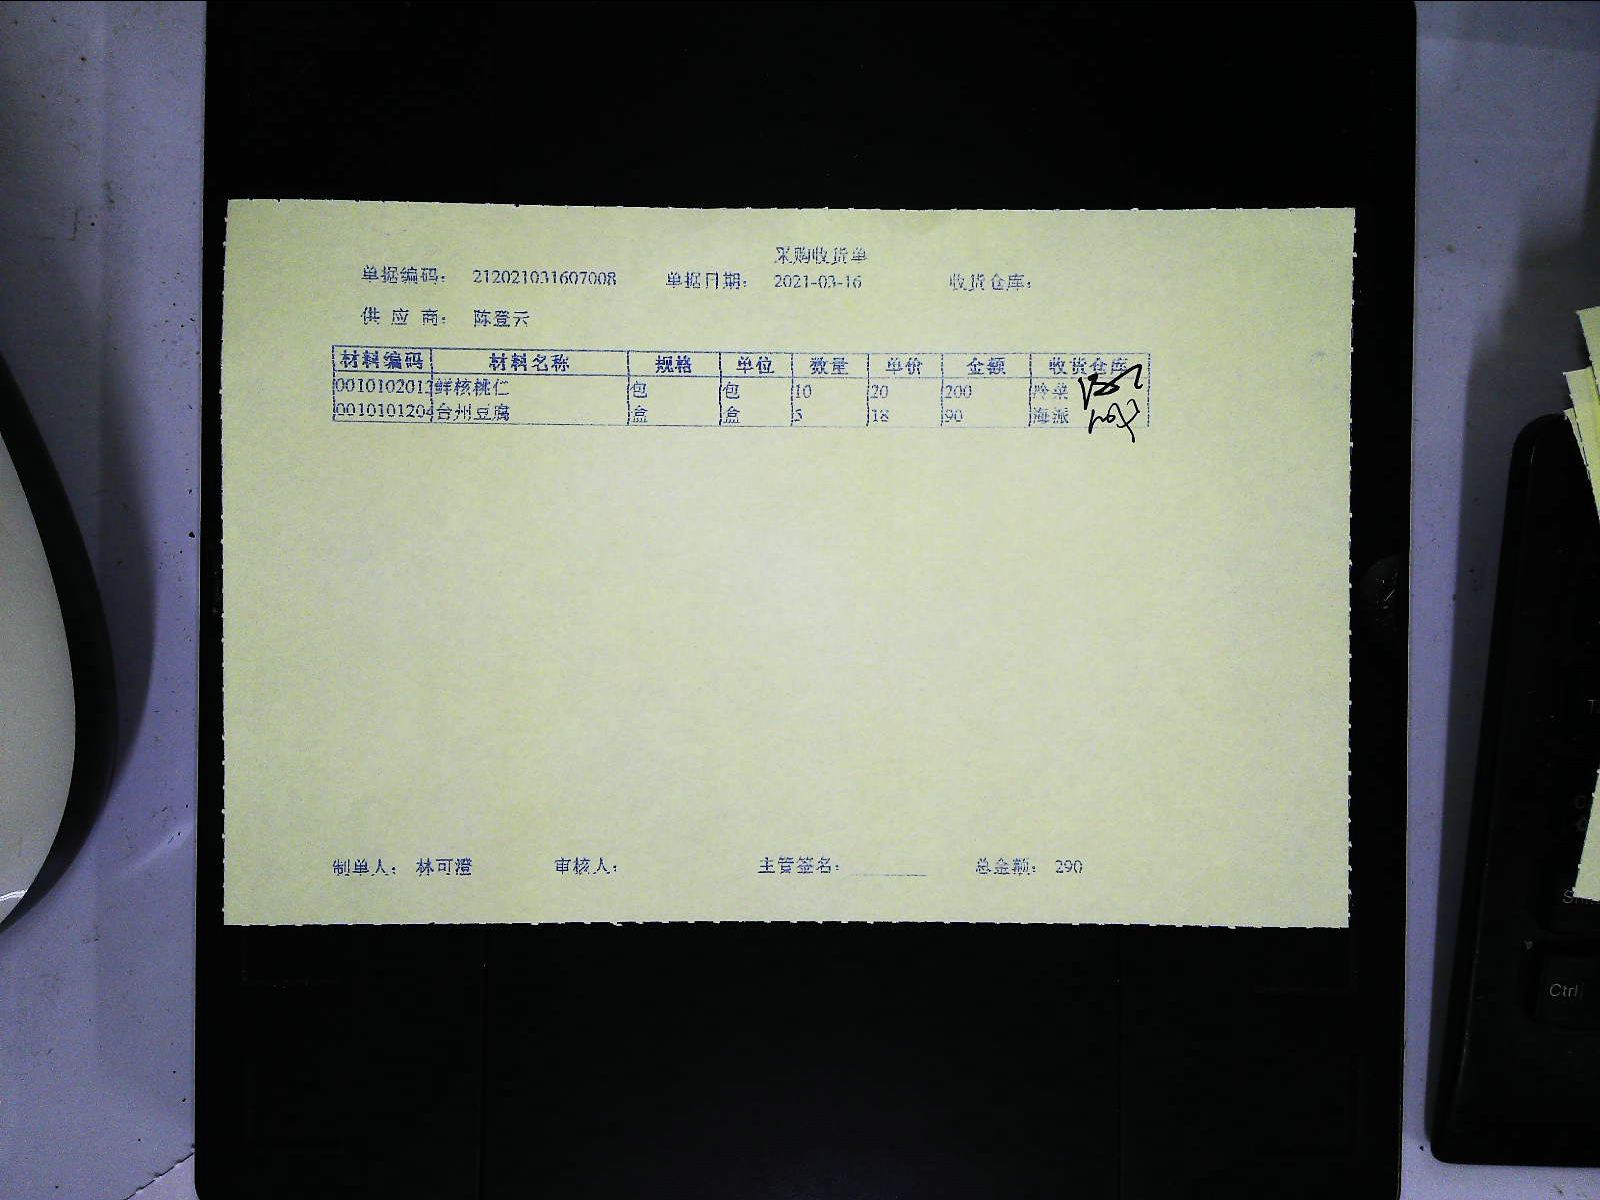 采购收货单
单据编码： 212021031607008 单据日期： 2021-03-16 收货仓库：
供 应 商： 陈登云
材料编码 材料名称 规格 单位 数量 单价 金额 收货仓库
0010102013 鲜核桃仁 包 包 10 20 200 冷菜
0010101204 台州豆腐 盒 盒 5 18 90 海派
制单人： 林可澄 审核人： 主管签名： 总金额： 290
Ctrl